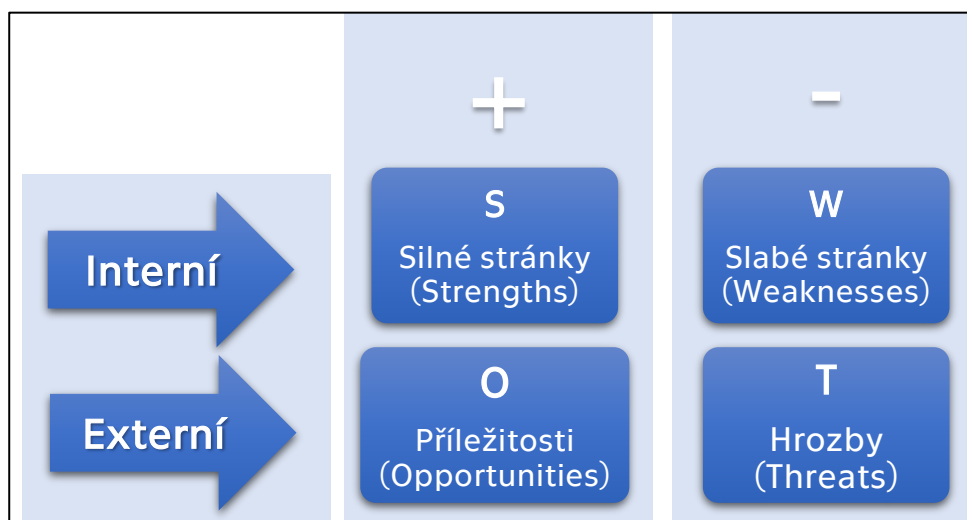 +
-
Interní
S
Silné stránky
(Strengths)
W
Slabé stránky
(Weaknesses)
Externí
O
Příležitosti
(Opportunities)
T
Hrozby
(Threats)